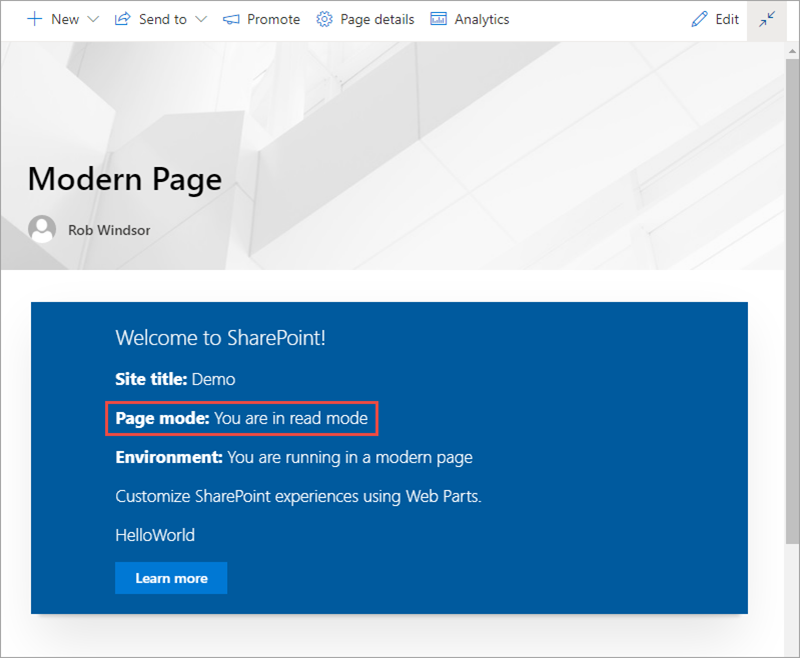 New Send to Promote Page details Analytics Edit
Modern Page
Rob Windsor
Welcome to SharePoint!
Site title: Demo
Page mode: You are in read mode
Environment: You are running in a modern page
Customize SharePoint experiences using Web Parts.
HelloWorld
Learn more